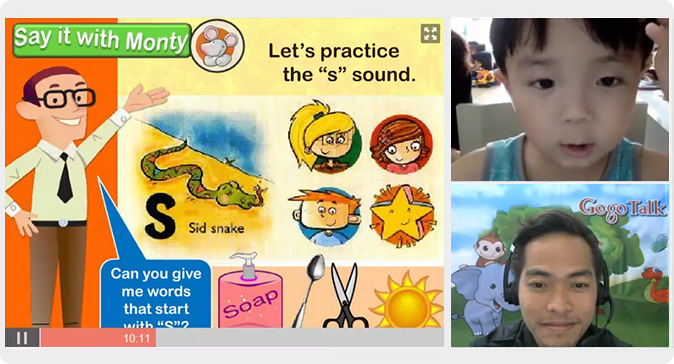 Say it with Monty
Let's practice
the “s” sound.
S
Sid snake
Can you give
me words
that start
with “S”?
Soap
10:11
GogoTalk